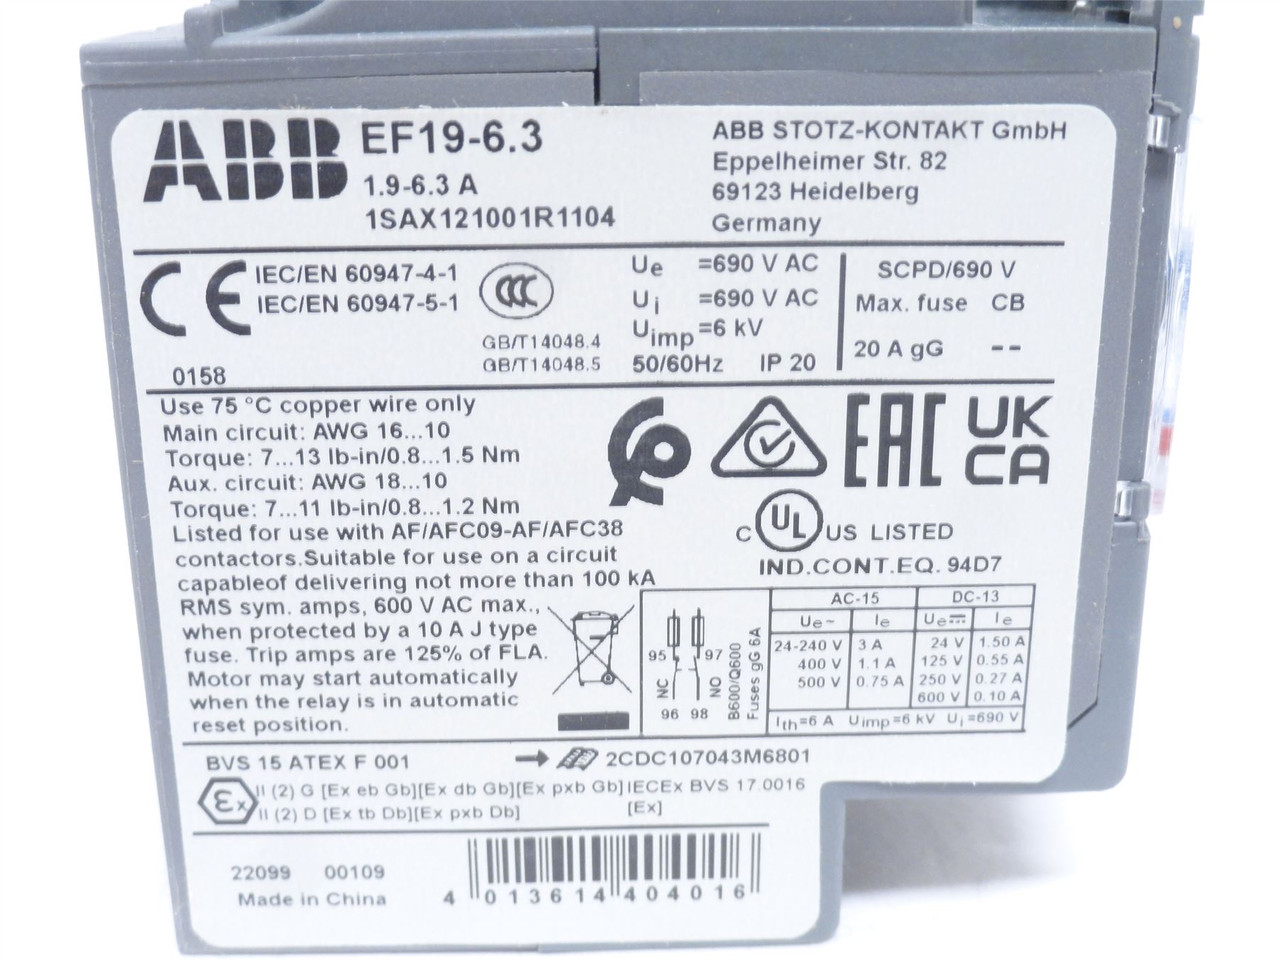 ABB EF19-6.3
1.9-6.3 A
1SAX121001R1104
ABB STOTZ-KONTAKT GmbH
Eppelheimer Str. 82
69123 Heidelberg
Germany
CE IEC/EN 60947-4-1
IEC/EN 60947-5-1
0158
CCC
GB/T14048.4
GB/T14048.5
Ue =690 V AC
Ui =690 V AC
Uimp=6 kV
50/60Hz IP 20
SCPD/690 V
Max. fuse CB
20 A gG --
Use 75 °C copper wire only
Main circuit: AWG 16...10
Torque: 7...13 lb-in/0.8...1.5 Nm
Aux. circuit: AWG 18...10
Torque: 7...11 lb-in/0.8...1.2 Nm
Listed for use with AF/AFC09-AF/AFC38
contactors.Suitable for use on a circuit
capableof delivering not more than 100 kA
RMS sym. amps, 600 V AC max.,
when protected by a 10 A J type
fuse. Trip amps are 125% of FLA.
Motor may start automatically
when the relay is in automatic
reset position.
EAC UK
CA
C UL US LISTED
IND.CONT.EQ. 94D7
95 97
NC NO
96 98
B600/Q600
Fuses gG 6A
AC-15 DC-13
Ue~ Ie Ue⎓ Ie
24-240 V 3 A 24 V 1.50 A
400 V 1.1 A 125 V 0.55 A
500 V 0.75 A 250 V 0.27 A
600 V 0.10 A
Ith=6 A Uimp=6 kV Ui=690 V
BVS 15 ATEX F 001
2CDC107043M6801
Ex II (2) G [Ex eb Gb][Ex db Gb][Ex pxb Gb] IECEx BVS 17.0016
II (2) D [Ex tb Db][Ex pxb Db] [Ex]
22099 00109
Made in China
4 013614 404016